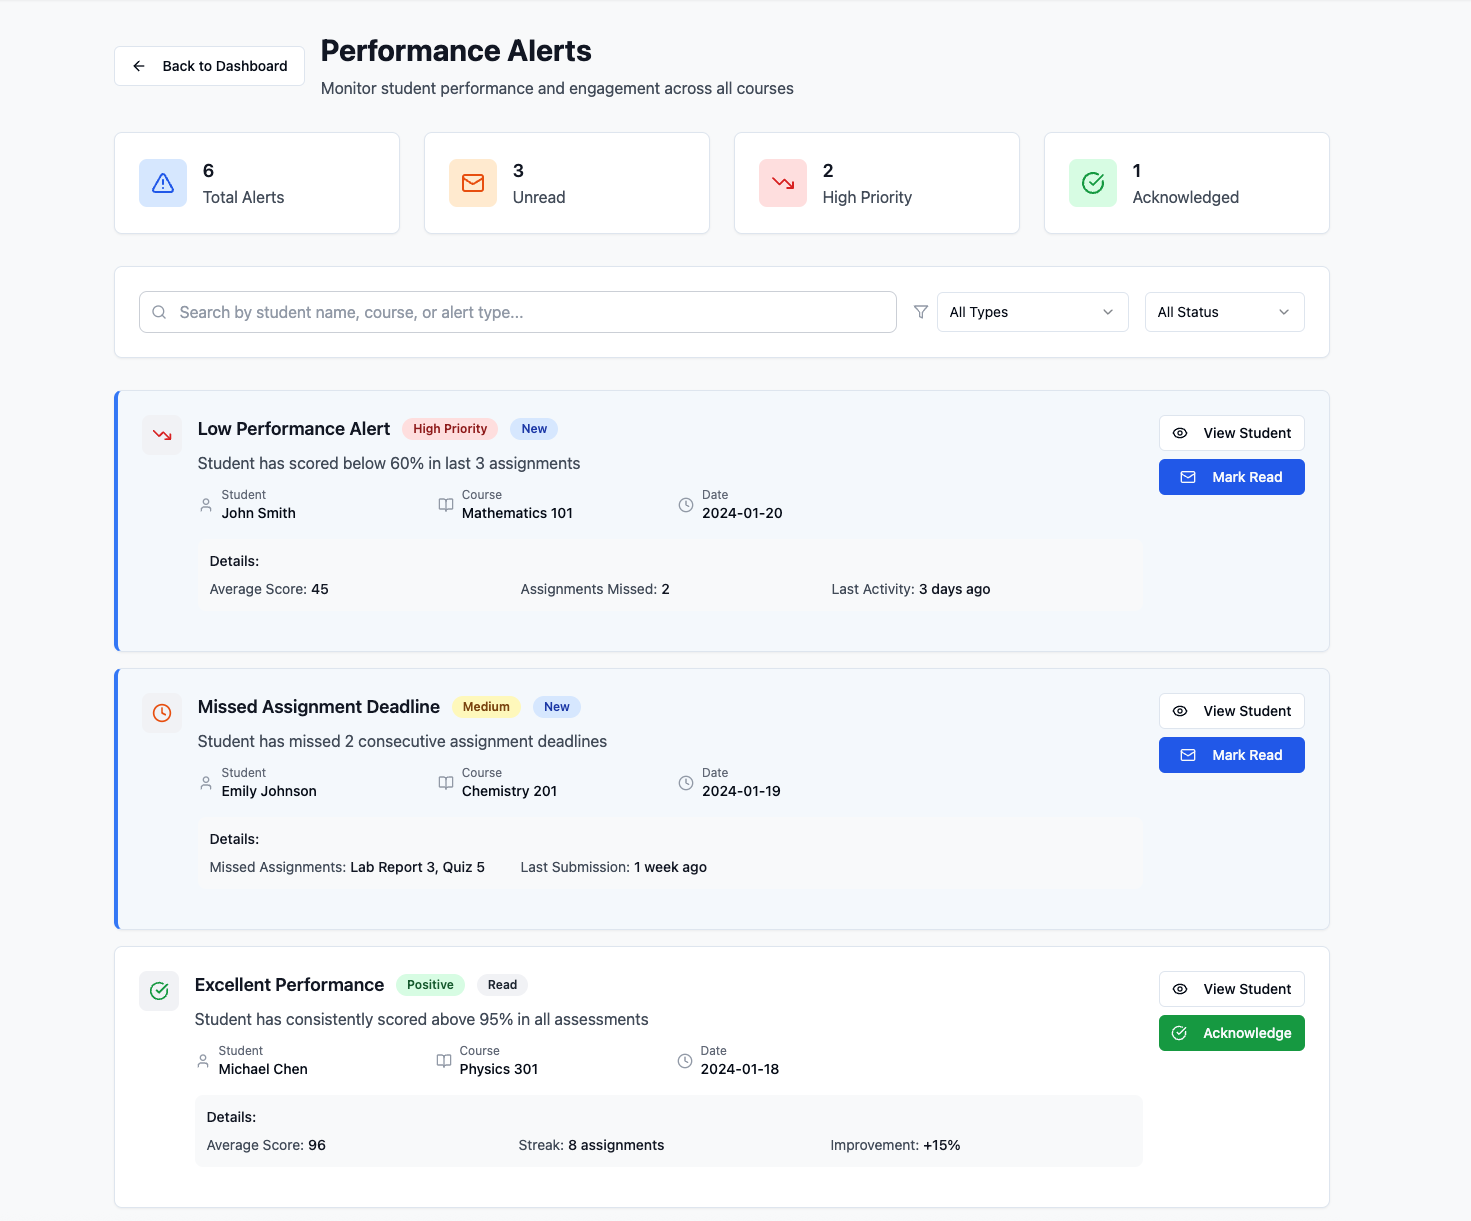 Back to Dashboard
Performance Alerts
Monitor student performance and engagement across all courses
6
Total Alerts
3
Unread
2
High Priority
1
Acknowledged
Search by student name, course, or alert type...
All Types
All Status
Low Performance Alert High Priority New
Student has scored below 60% in last 3 assignments
Student
John Smith
Course
Mathematics 101
Date
2024-01-20
Details:
Average Score: 45 Assignments Missed: 2 Last Activity: 3 days ago
View Student
Mark Read
Missed Assignment Deadline Medium New
Student has missed 2 consecutive assignment deadlines
Student
Emily Johnson
Course
Chemistry 201
Date
2024-01-19
Details:
Missed Assignments: Lab Report 3, Quiz 5 Last Submission: 1 week ago
View Student
Mark Read
Excellent Performance Positive Read
Student has consistently scored above 95% in all assessments
Student
Michael Chen
Course
Physics 301
Date
2024-01-18
Details:
Average Score: 96 Streak: 8 assignments Improvement: +15%
View Student
Acknowledge